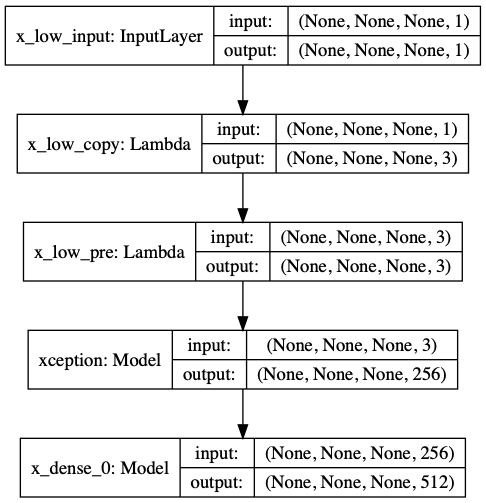 x_low_input: InputLayer input: (None, None, None, 1)
output: (None, None, None, 1)
x_low_copy: Lambda input: (None, None, None, 1)
output: (None, None, None, 3)
x_low_pre: Lambda input: (None, None, None, 3)
output: (None, None, None, 3)
xception: Model input: (None, None, None, 3)
output: (None, None, None, 256)
x_dense_0: Model input: (None, None, None, 256)
output: (None, None, None, 512)